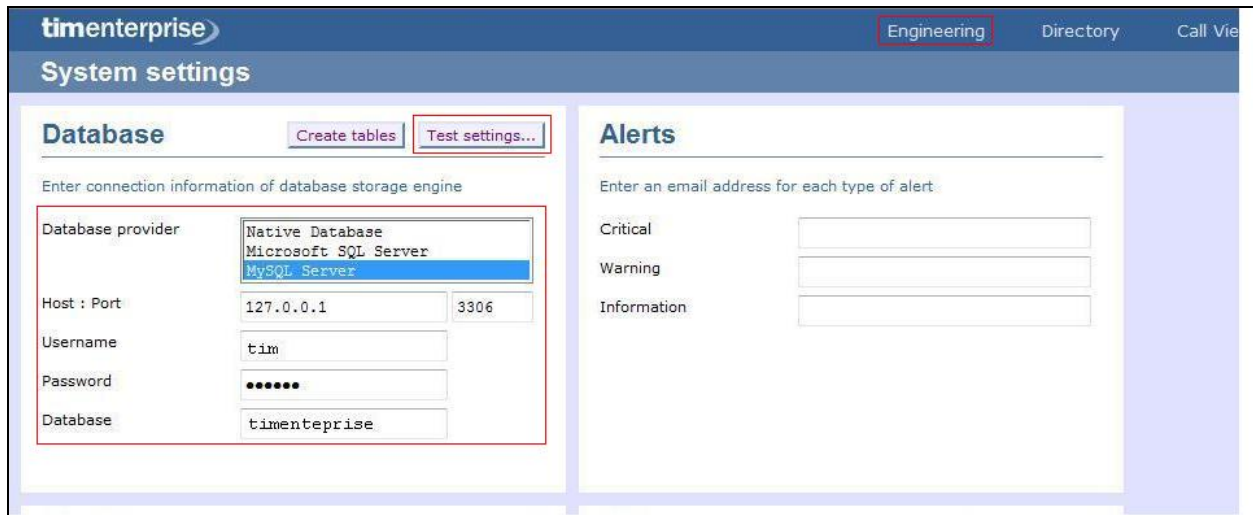 timenterprise
Engineering Directory Call Vie
System settings
Database Create tables Test settings...
Enter connection information of database storage engine
Database provider
Native Database
Microsoft SQL Server
MySQL Server
Host : Port 127.0.0.1 3306
Username tim
Password ••••••
Database timenteprise
Alerts
Enter an email address for each type of alert
Critical
Warning
Information